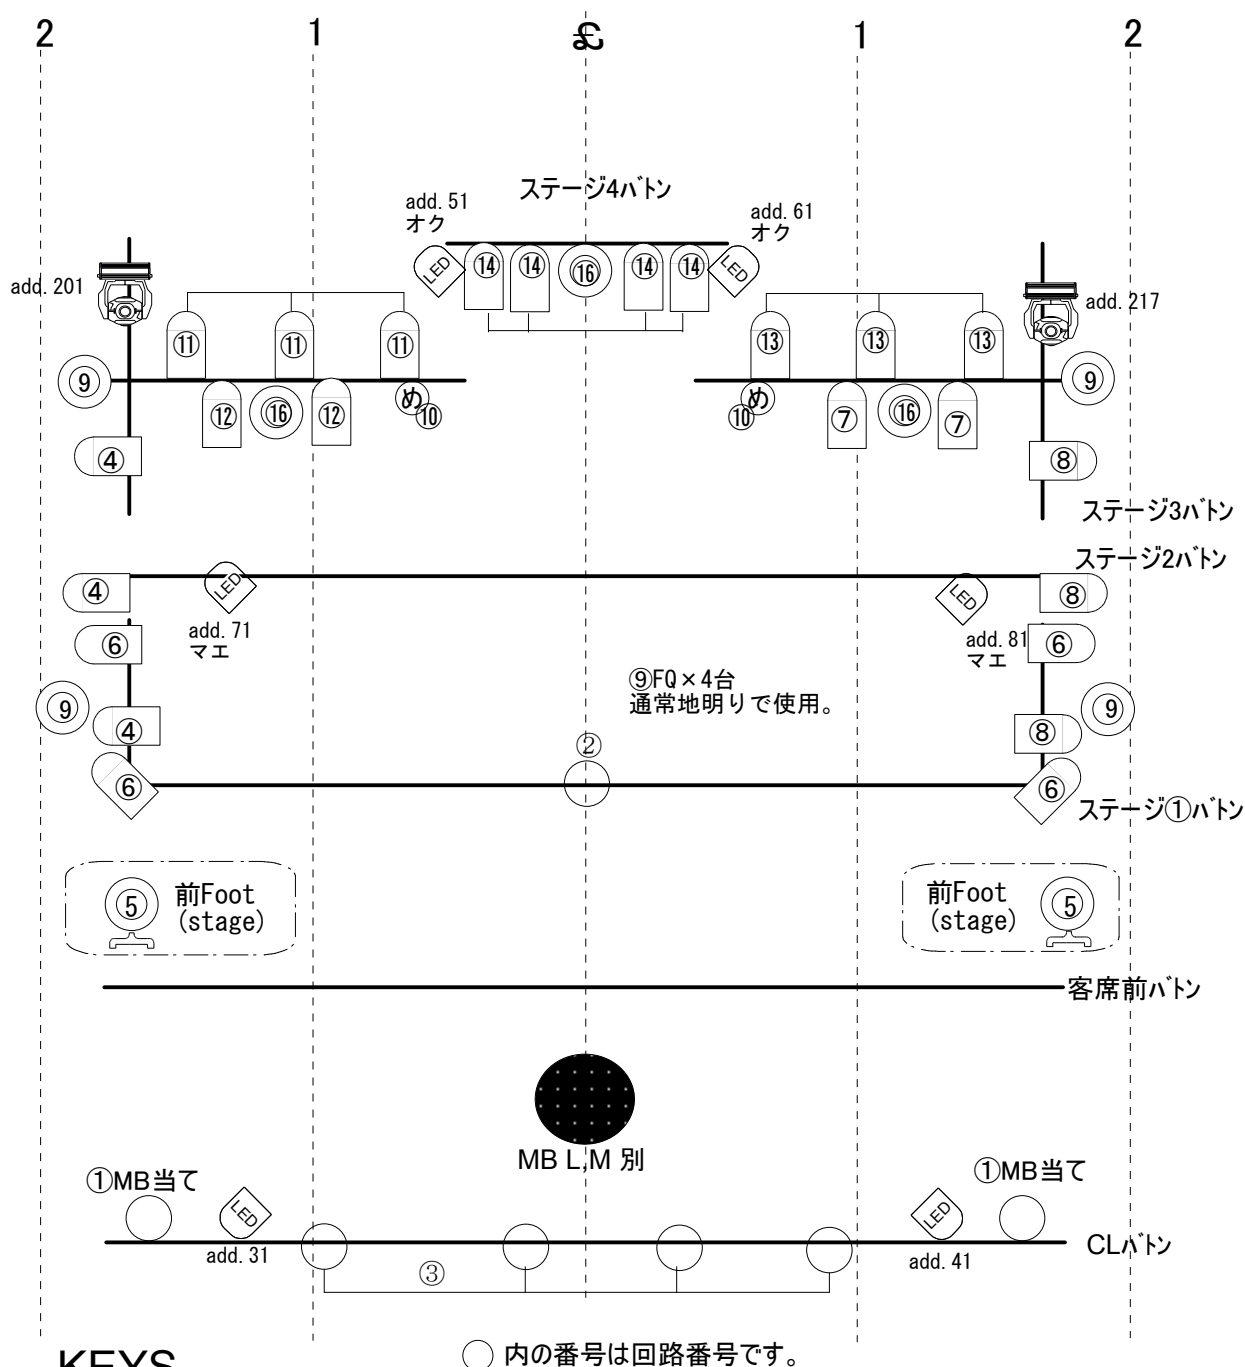 2 1 ⅊ 1 2
ステージ4バトン
add. 51
オク
add. 61
オク
LED ⑭ ⑭ ⑯ ⑭ ⑭ LED
add. 201
add. 217
⑪ ⑪ ⑪ ⑬ ⑬ ⑬
⑨ ⑨
め め
⑫ ⑯ ⑫ ⑩ ⑩ ⑦ ⑯ ⑦
④ ⑧
ステージ3バトン
ステージ2バトン
④ LED LED ⑧
add. 71
マエ
add. 81
マエ
⑥ ⑥
⑨FQ×4台
通常地明りで使用。
⑨ ④ ⑧ ⑨
②
⑥ ⑥
ステージ①バトン
⑤ 前Foot
(stage)
前Foot
(stage) ⑤
客席前バトン
MB L,M 別
①MB当て
①MB当て
LED LED
add. 31
add. 41
CLバトン
③
KEYS
○ 内の番号は回路番号です。